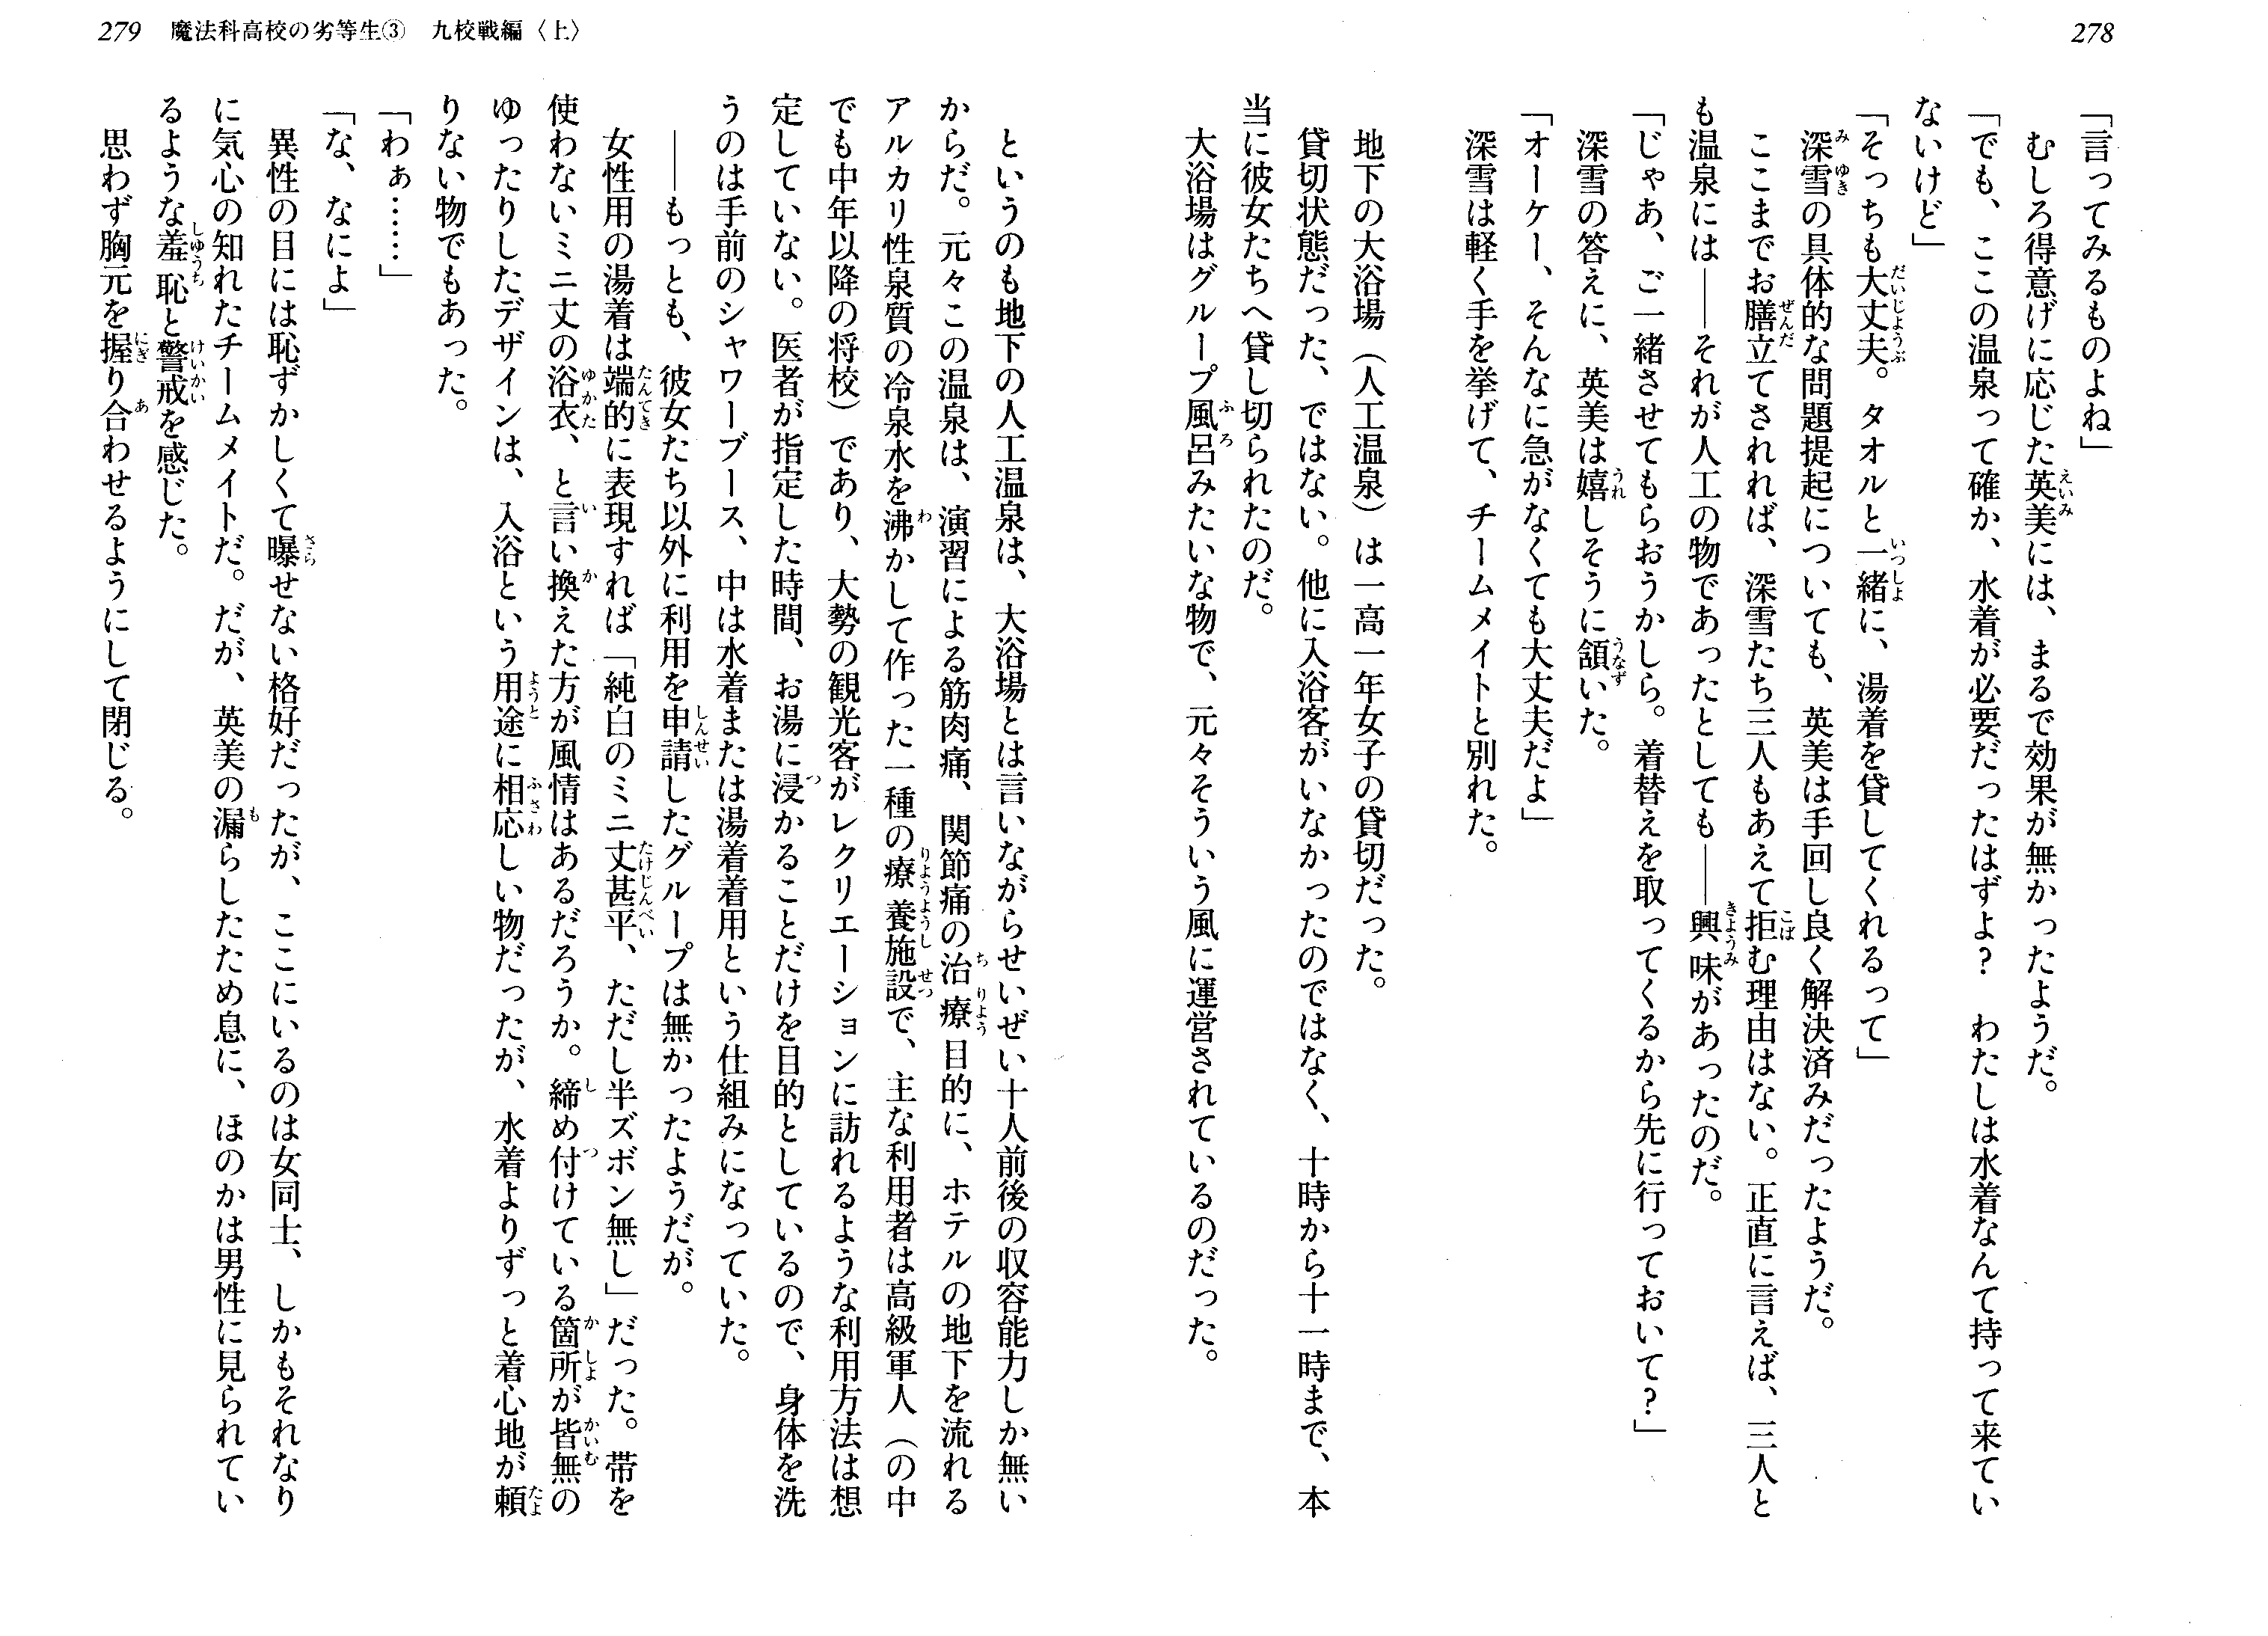 278
「言ってみるものよね」
むしろ得意げに応じた英美には、まるで効果が無かったようだ。
「でも、ここの温泉って確か、水着が必要だったはずよ？　わたしは水着なんて持って来てい
ないけど」
「そっちも大丈夫。タオルと一緒に、湯着を貸してくれるって」
深雪の具体的な問題提起についても、英美は手回し良く解決済みだったようだ。
ここまでお膳立てされれば、深雪たち三人もあえて拒む理由はない。正直に言えば、三人と
も温泉には――それが人工の物であったとしても――興味があったのだ。
「じゃあ、ご一緒させてもらおうかしら。着替えを取ってくるから先に行っておいて？」
深雪の答えに、英美は嬉しそうに頷いた。
「オーケー、そんなに急がなくても大丈夫だよ」
深雪は軽く手を挙げて、チームメイトと別れた。
地下の大浴場（人工温泉）は一高一年女子の貸切だった。
貸切状態だった、ではない。他に入浴客がいなかったのではなく、十時から十一時まで、本
当に彼女たちへ貸し切られたのだ。
大浴場はグループ風呂みたいな物で、元々そういう風に運営されているのだった。
279 魔法科高校の劣等生③　九校戦編〈上〉
というのも地下の人工温泉は、大浴場とは言いながらせいぜい十人前後の収容能力しか無い
からだ。元々この温泉は、演習による筋肉痛、関節痛の治療目的に、ホテルの地下を流れる
アルカリ性泉質の冷泉水を沸かして作った一種の療養施設で、主な利用者は高級軍人（の中
でも中年以降の将校）であり、大勢の観光客がレクリエーションに訪れるような利用方法は想
定していない。医者が指定した時間、お湯に浸かることだけを目的としているので、身体を洗
うのは手前のシャワーブース、中は水着または湯着着用という仕組みになっていた。
――もっとも、彼女たち以外に利用を申請したグループは無かったようだが。
女性用の湯着は端的に表現すれば「純白のミニ丈甚平、ただし半ズボン無し」だった。帯を
使わないミニ丈の浴衣、と言い換えた方が風情はあるだろうか。締め付けている箇所が皆無の
ゆったりしたデザインは、入浴という用途に相応しい物だったが、水着よりずっと着心地が頼
りない物でもあった。
「わぁ……」
「な、なによ」
異性の目には恥ずかしくて曝せない格好だったが、ここにいるのは女同士、しかもそれなり
に気心の知れたチームメイトだ。だが、英美の漏らしたため息に、ほのかは男性に見られてい
るような羞恥と警戒を感じた。
思わず胸元を握り合わせるようにして閉じる。